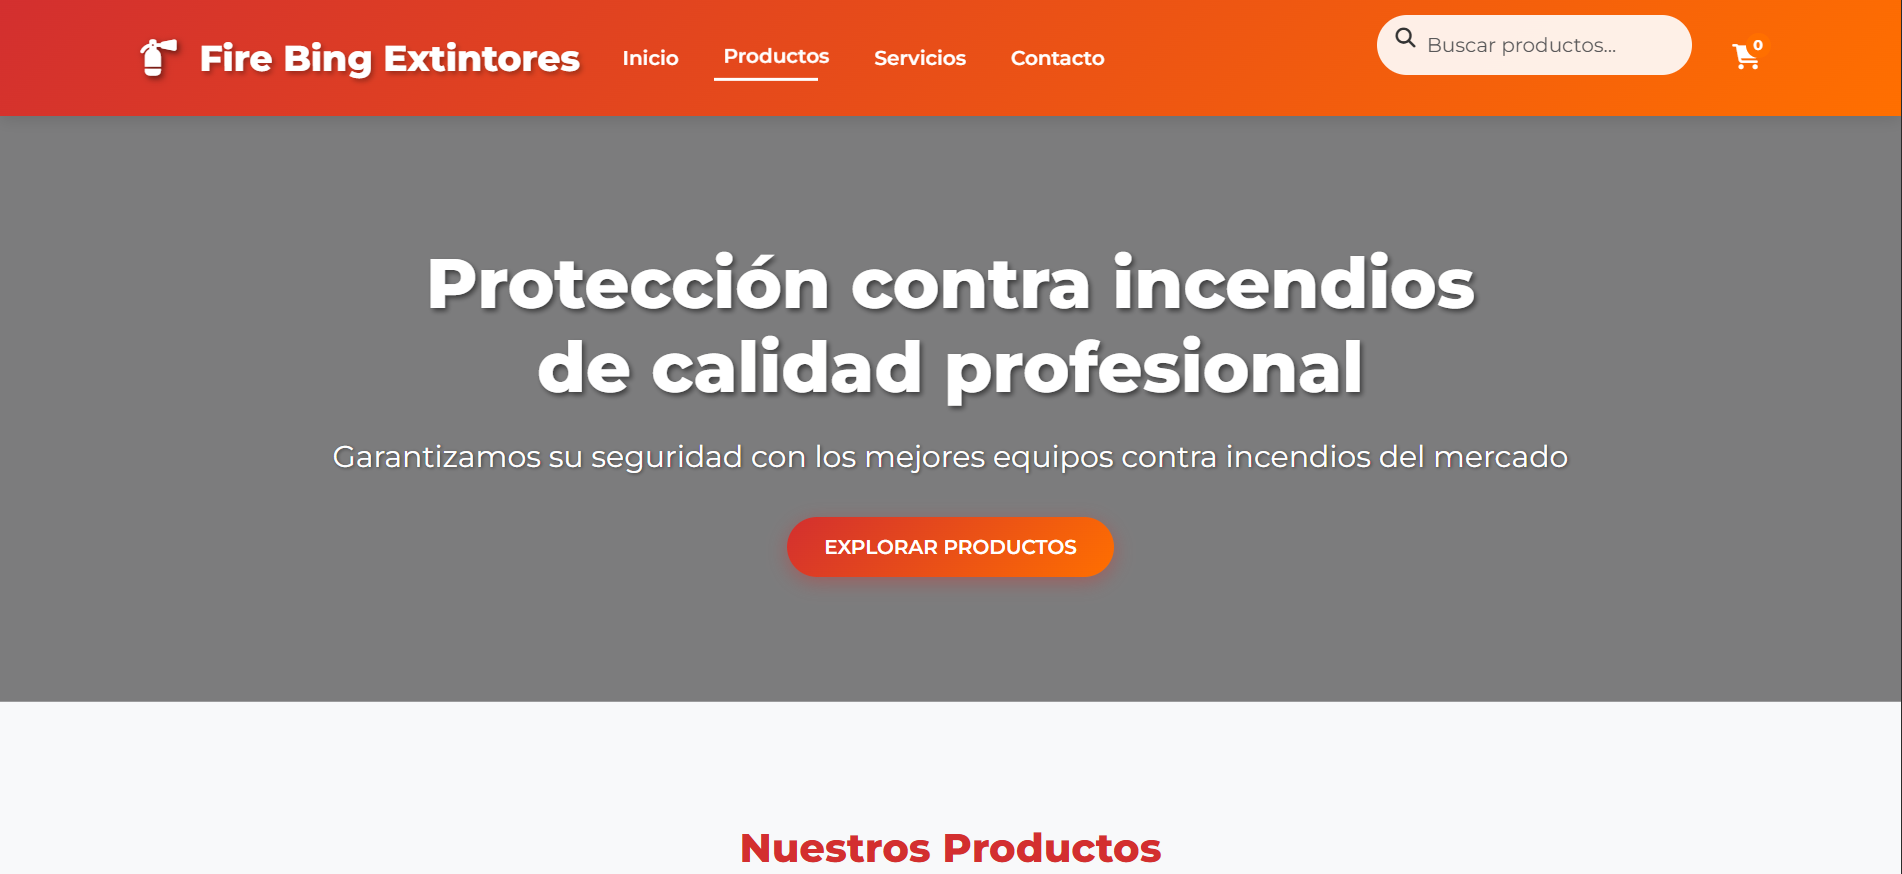 Fire Bing Extintores
Inicio
Productos
Servicios
Contacto
Buscar productos...
0
Protección contra incendios
de calidad profesional
Garantizamos su seguridad con los mejores equipos contra incendios del mercado
EXPLORAR PRODUCTOS
Nuestros Productos